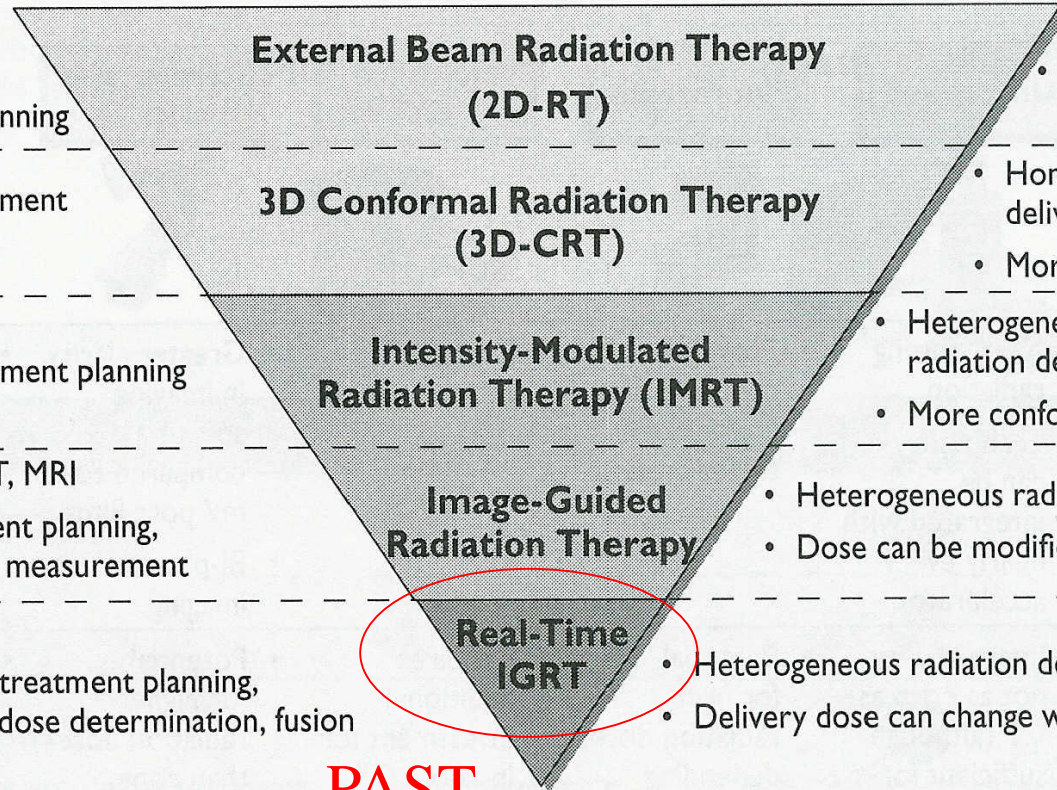 External Beam Radiation Therapy
(2D-RT)
nning
3D Conformal Radiation Therapy
(3D-CRT)
ment
• Hor
deliv
• Mor
Intensity-Modulated
Radiation Therapy (IMRT)
ment planning
• Heterogene
radiation de
• More confo
Image-Guided
Radiation Therapy
T, MRI
ent planning,
measurement
• Heterogeneous rad
• Dose can be modifi
Real-Time
IGRT
treatment planning,
dose determination, fusion
• Heterogeneous radiation de
• Delivery dose can change w
PAST